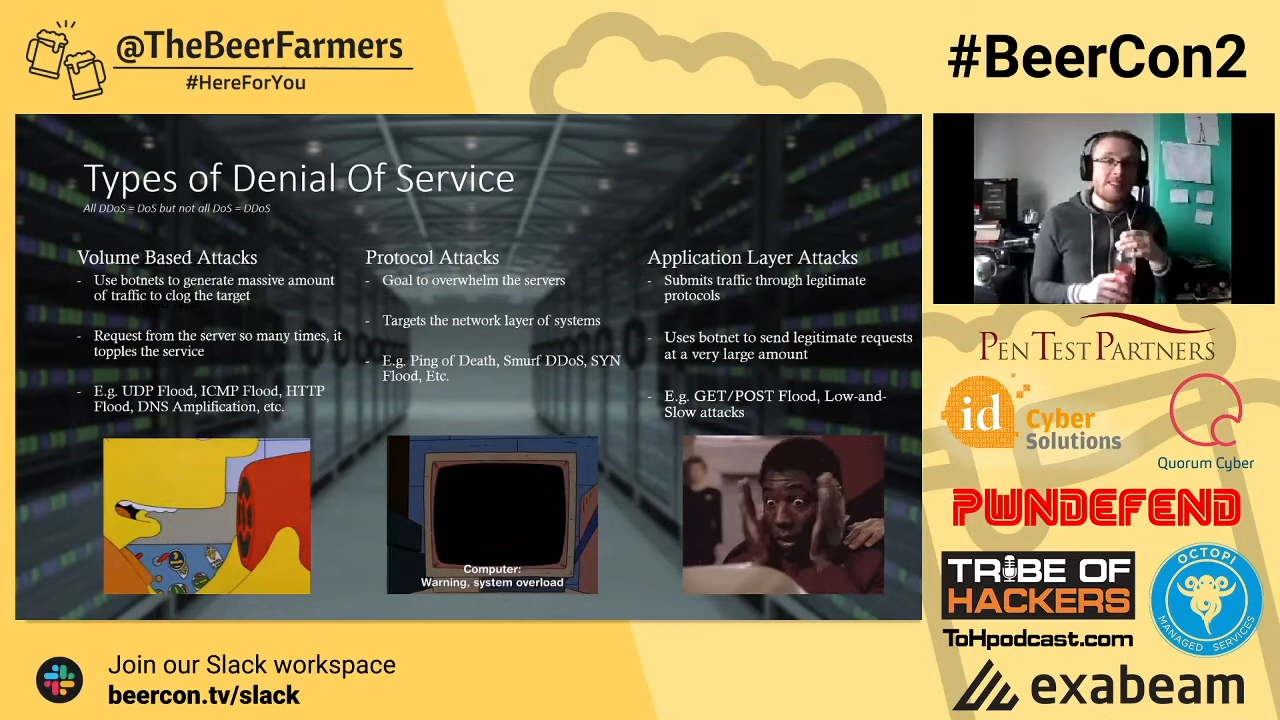 @TheBeerFarmers
#HereForYou
#BeerCon2
Types of Denial Of Service
All DDoS = DoS but not all DoS = DDoS
Volume Based Attacks
- Use botnets to generate massive amount
of traffic to clog the target
- Request from the server so many times, it
topples the service
- E.g. UDP Flood, ICMP Flood, HTTP
Flood, DNS Amplification, etc.
Protocol Attacks
- Goal to overwhelm the servers
- Targets the network layer of systems
- E.g. Ping of Death, Smurf DDoS, SYN
Flood, Etc.
Application Layer Attacks
- Submits traffic through legitimate
protocols
- Uses botnet to send legitimate requests
at a very large amount
- E.g. GET/POST Flood, Low-and-
Slow attacks
Computer:
Warning, system overload
PEN TEST PARTNERS
id Cyber
Solutions
Quorum Cyber
PWNDEFEND
TRIBE OF
HACKERS
ToHpodcast.com
OCTOPI
MANAGED SERVICES
exabeam
Join our Slack workspace
beercon.tv/slack